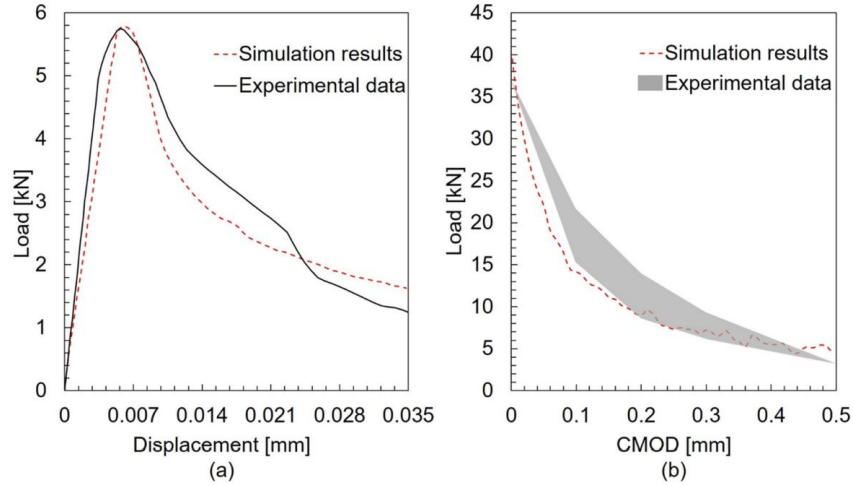 6
5
4
3
2
1
0
Load [kN]
Simulation results
Experimental data
0
0.007
0.014
0.021
0.028
0.035
Displacement [mm]
(a)
45
40
35
30
25
20
15
10
5
0
Load [kN]
Simulation results
Experimental data
0
0.1
0.2
0.3
0.4
0.5
CMOD [mm]
(b)